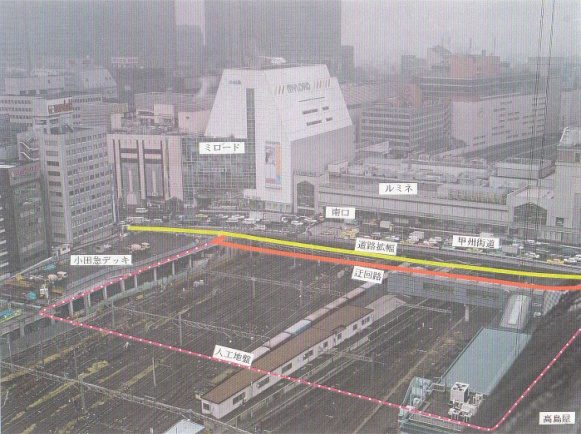 ミロード
ルミネ
南口
甲州街道
道路拡幅
小田急デッキ
迂回路
人工地盤
高島屋